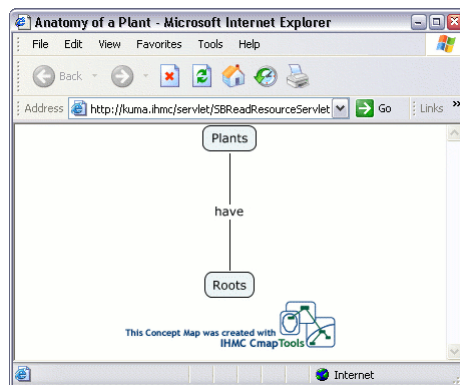 Anatomy of a Plant - Microsoft Internet Explorer
File Edit View Favorites Tools Help
Back
Address http://kuma.ihmc/servlet/SBReadResourceServlet Go Links »
Plants
have
Roots
This Concept Map was created with
IHMC CmapTools
Internet